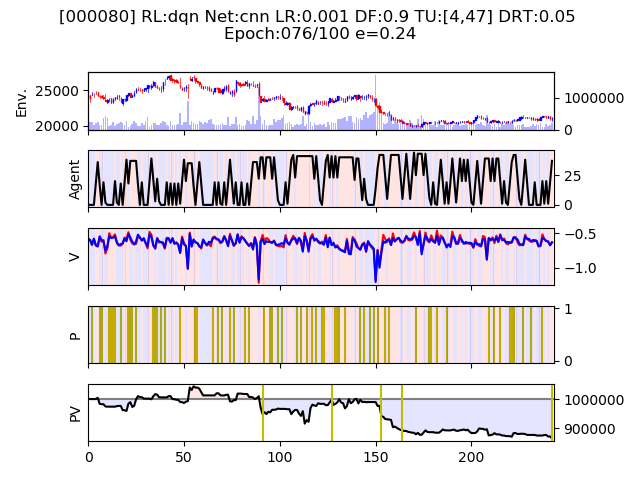 [000080] RL:dqn Net:cnn LR:0.001 DF:0.9 TU:[4,47] DRT:0.05
Epoch:076/100 e=0.24
Env.
25000
20000
1000000
0
Agent
25
0
V
−0.5
−1.0
P
1
0
PV
1000000
900000
0
50
100
150
200